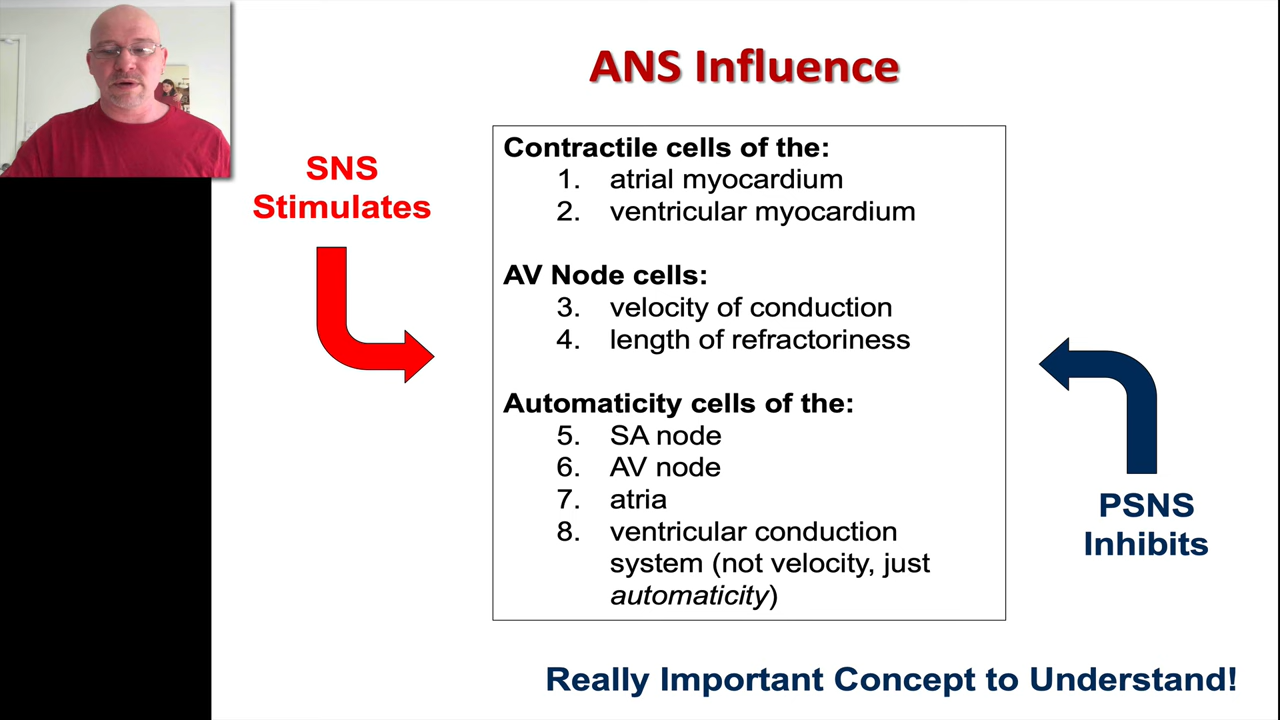 ANS Influence
SNS
Stimulates
Contractile cells of the:
1. atrial myocardium
2. ventricular myocardium
AV Node cells:
3. velocity of conduction
4. length of refractoriness
Automaticity cells of the:
5. SA node
6. AV node
7. atria
8. ventricular conduction
system (not velocity, just
automaticity)
PSNS
Inhibits
Really Important Concept to Understand!